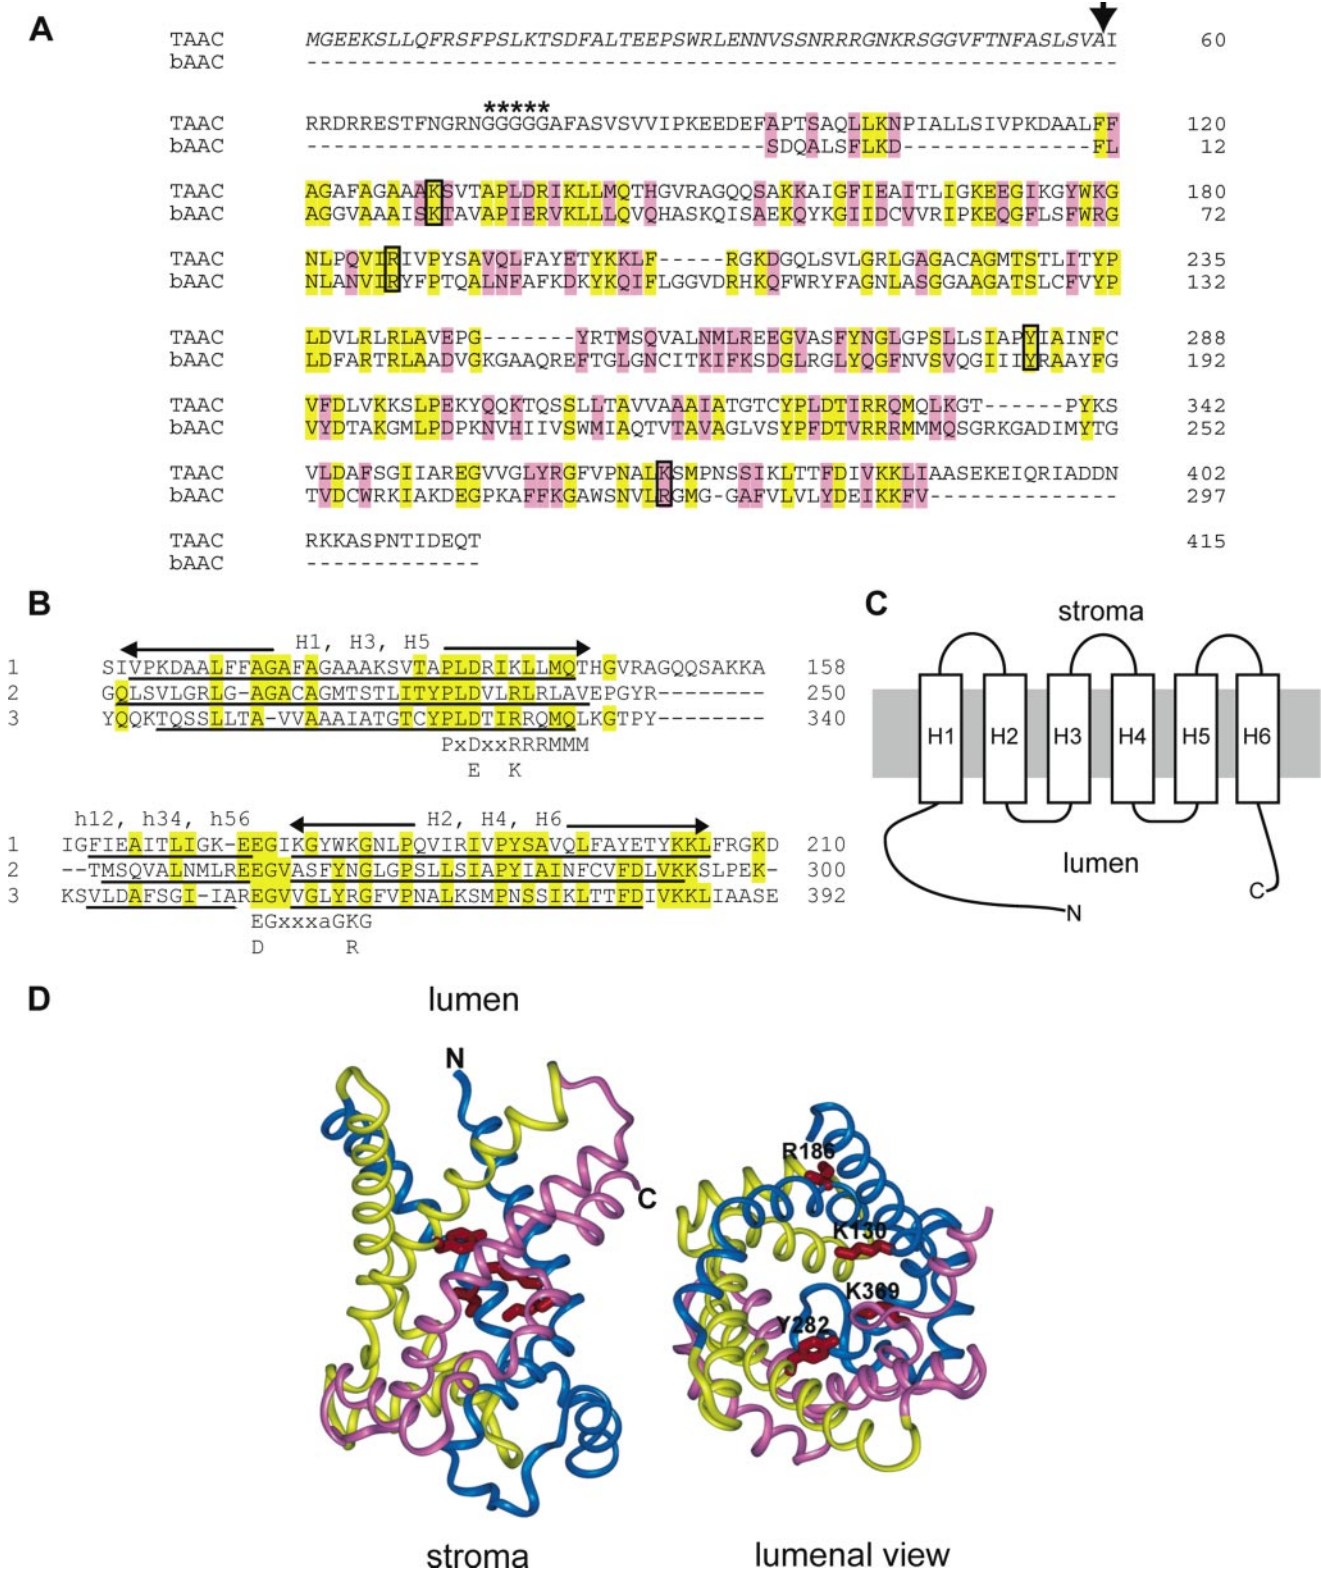 A
TAAC MGEEKSLLQFRSFPSLKTSDFALTEEPSWRLENNVSSNRRRGNKRSGGVFTNFASLSVAI 60
bAAC ------------------------------------------------------------
*****
TAAC RRDRRESTFNGRNGGGGGAFASVSVVIPKEEDEFAPTSAQLLKNPIALLSIVPKDAALFF 120
bAAC ----------------------------------SDQALSFLKD--------------FL 12
TAAC AGAFAGAAAKSVTAPLDRIKLLMQTHGVRAGQQSAKKAIGFIEAITLIGKEEGIKGYWKG 180
bAAC AGGVAAAISKTAVAPIERVKLLLQVQHASKQISAEKQYKGIIDCVVRIPKEQGFLSFWRG 72
TAAC NLPQVIRIVPYSAVQLFAYETYKKLF-----RGKDGQLSVLGRLGAGACAGMTSTLITYP 235
bAAC NLANVIRYFPTQALNFAFKDKYKQIFLGGVDRHKQFWRYFAGNLASGGAAGATSLCFVYP 132
TAAC LDVLRLRLAVEPG-------YRTMSQVALNMLREEGVASFYNGLGPSLLSIAPYIAINFC 288
bAAC LDFARTRLAADVGKGAAQREFTGLGNCITKIFKSDGLRGLYQGFNVSVQGIIIYRAAYFG 192
TAAC VFDLVKKSLPEKYQQKTQSSLLTAVVAAAIATGTCYPLDTIRRQMQLKGT------PYKS 342
bAAC VYDTAKGMLPDPKNVHIIVSWMIAQTVTAVAGLVSYPFDTVRRRMMMQSGRKGADIMYTG 252
TAAC VLDAFSGIIAREGVVGLYRGFVPNALKSMPNSSIKLTTFDIVKKLIAASEKEIQRIADDN 402
bAAC TVDCWRKIAKDEGPKAFFKGAWSNVLRGMG-GAFVLVLYDEIKKFV-------------- 297
TAAC RKKASPNTIDEQT 415
bAAC -------------
B
H1, H3, H5
1 SIVPKDAALFFAGAFAGAAAKSVTAPLDRIKLLMQTHGVRAGQQSAKKA 158
2 GQLSVLGRLG-AGACAGMTSTLITYPLDVLRLRLAVEPGYR-------- 250
3 YQQKTQSSLLTA-VVAAAIATGTCYPLDTIRRQMQLKGTPY-------- 340
PxDxxRRRMMM
E K
h12, h34, h56 H2, H4, H6
1 IGFIEAITLIGK-EEGIKGYWKGNLPQVIRIVPYSAVQLFAYETYKKLFRGKD 210
2 --TMSQVALNMLREEGVASFYNGLGPSLLSIAPYIAINFCVFDLVKKSLPEK- 300
3 KSVLDAFSGI-IAREGVVGLYRGFVPNALKSMPNSSIKLTTFDIVKKLIAASE 392
EGxxxaGKG
D R
C
stroma
H1 H2 H3 H4 H5 H6
lumen
N
C
D
lumen
N
C
stroma
R186
K130
K369
Y282
lumenal view